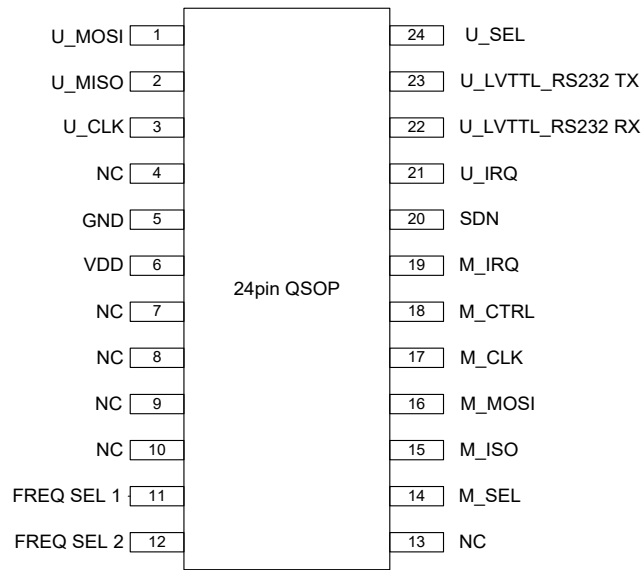 U_MOSI 1 24 U_SEL
U_MISO 2 23 U_LVTTL_RS232 TX
U_CLK 3 22 U_LVTTL_RS232 RX
NC 4 21 U_IRQ
GND 5 20 SDN
VDD 6 19 M_IRQ
24pin QSOP
NC 7 18 M_CTRL
NC 8 17 M_CLK
NC 9 16 M_MOSI
NC 10 15 M_ISO
FREQ SEL 1 11 14 M_SEL
FREQ SEL 2 12 13 NC